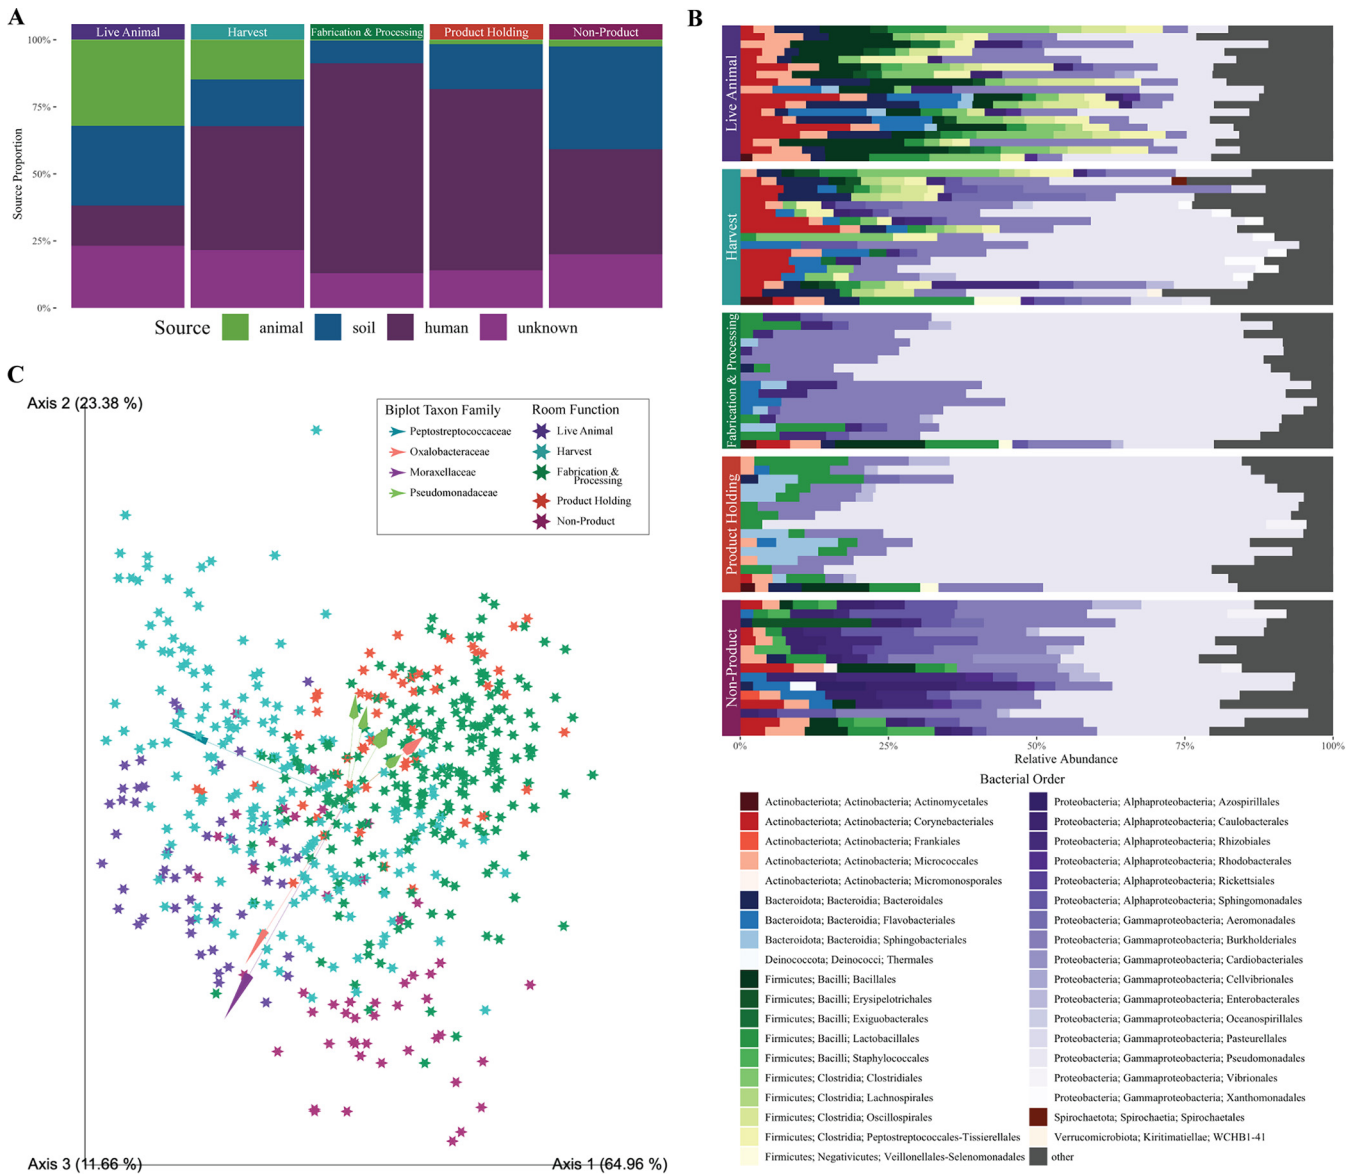 A
Live Animal
Harvest
Fabrication & Processing
Product Holding
Non-Product
100%
75%
50%
25%
0%
Source Proportion
Source
animal
soil
human
unknown
B
Live Animal
Harvest
Fabrication & Processing
Product Holding
Non-Product
0%
25%
50%
75%
100%
Relative Abundance
Bacterial Order
Actinobacteriota; Actinobacteria; Actinomycetales
Actinobacteriota; Actinobacteria; Corynebacteriales
Actinobacteriota; Actinobacteria; Frankiales
Actinobacteriota; Actinobacteria; Micrococcales
Actinobacteriota; Actinobacteria; Micromonosporales
Bacteroidota; Bacteroidia; Bacteroidales
Bacteroidota; Bacteroidia; Flavobacteriales
Bacteroidota; Bacteroidia; Sphingobacteriales
Deinococcota; Deinococci; Thermales
Firmicutes; Bacilli; Bacillales
Firmicutes; Bacilli; Erysipelotrichales
Firmicutes; Bacilli; Exiguobacterales
Firmicutes; Bacilli; Lactobacillales
Firmicutes; Bacilli; Staphylococcales
Firmicutes; Clostridia; Clostridiales
Firmicutes; Clostridia; Lachnospirales
Firmicutes; Clostridia; Oscillospirales
Firmicutes; Clostridia; Peptostreptococcales-Tissierellales
Firmicutes; Negativicutes; Veillonellales-Selenomonadales
Proteobacteria; Alphaproteobacteria; Azospirillales
Proteobacteria; Alphaproteobacteria; Caulobacterales
Proteobacteria; Alphaproteobacteria; Rhizobiales
Proteobacteria; Alphaproteobacteria; Rhodobacterales
Proteobacteria; Alphaproteobacteria; Rickettsiales
Proteobacteria; Alphaproteobacteria; Sphingomonadales
Proteobacteria; Gammaproteobacteria; Aeromonadales
Proteobacteria; Gammaproteobacteria; Burkholderiales
Proteobacteria; Gammaproteobacteria; Cardiobacteriales
Proteobacteria; Gammaproteobacteria; Cellvibrionales
Proteobacteria; Gammaproteobacteria; Enterobacterales
Proteobacteria; Gammaproteobacteria; Oceanospirillales
Proteobacteria; Gammaproteobacteria; Pasteurellales
Proteobacteria; Gammaproteobacteria; Pseudomonadales
Proteobacteria; Gammaproteobacteria; Vibrionales
Proteobacteria; Gammaproteobacteria; Xanthomonadales
Spirochaetota; Spirochaetia; Spirochaetales
Verrucomicrobiota; Kiritimatiellae; WCHB1-41
other
C
Axis 2 (23.38 %)
Biplot Taxon Family
Peptostreptococcaceae
Oxalobacteraceae
Moraxellaceae
Pseudomonadaceae
Room Function
Live Animal
Harvest
Fabrication &
Processing
Product Holding
Non-Product
Axis 3 (11.66 %)
Axis 1 (64.96 %)